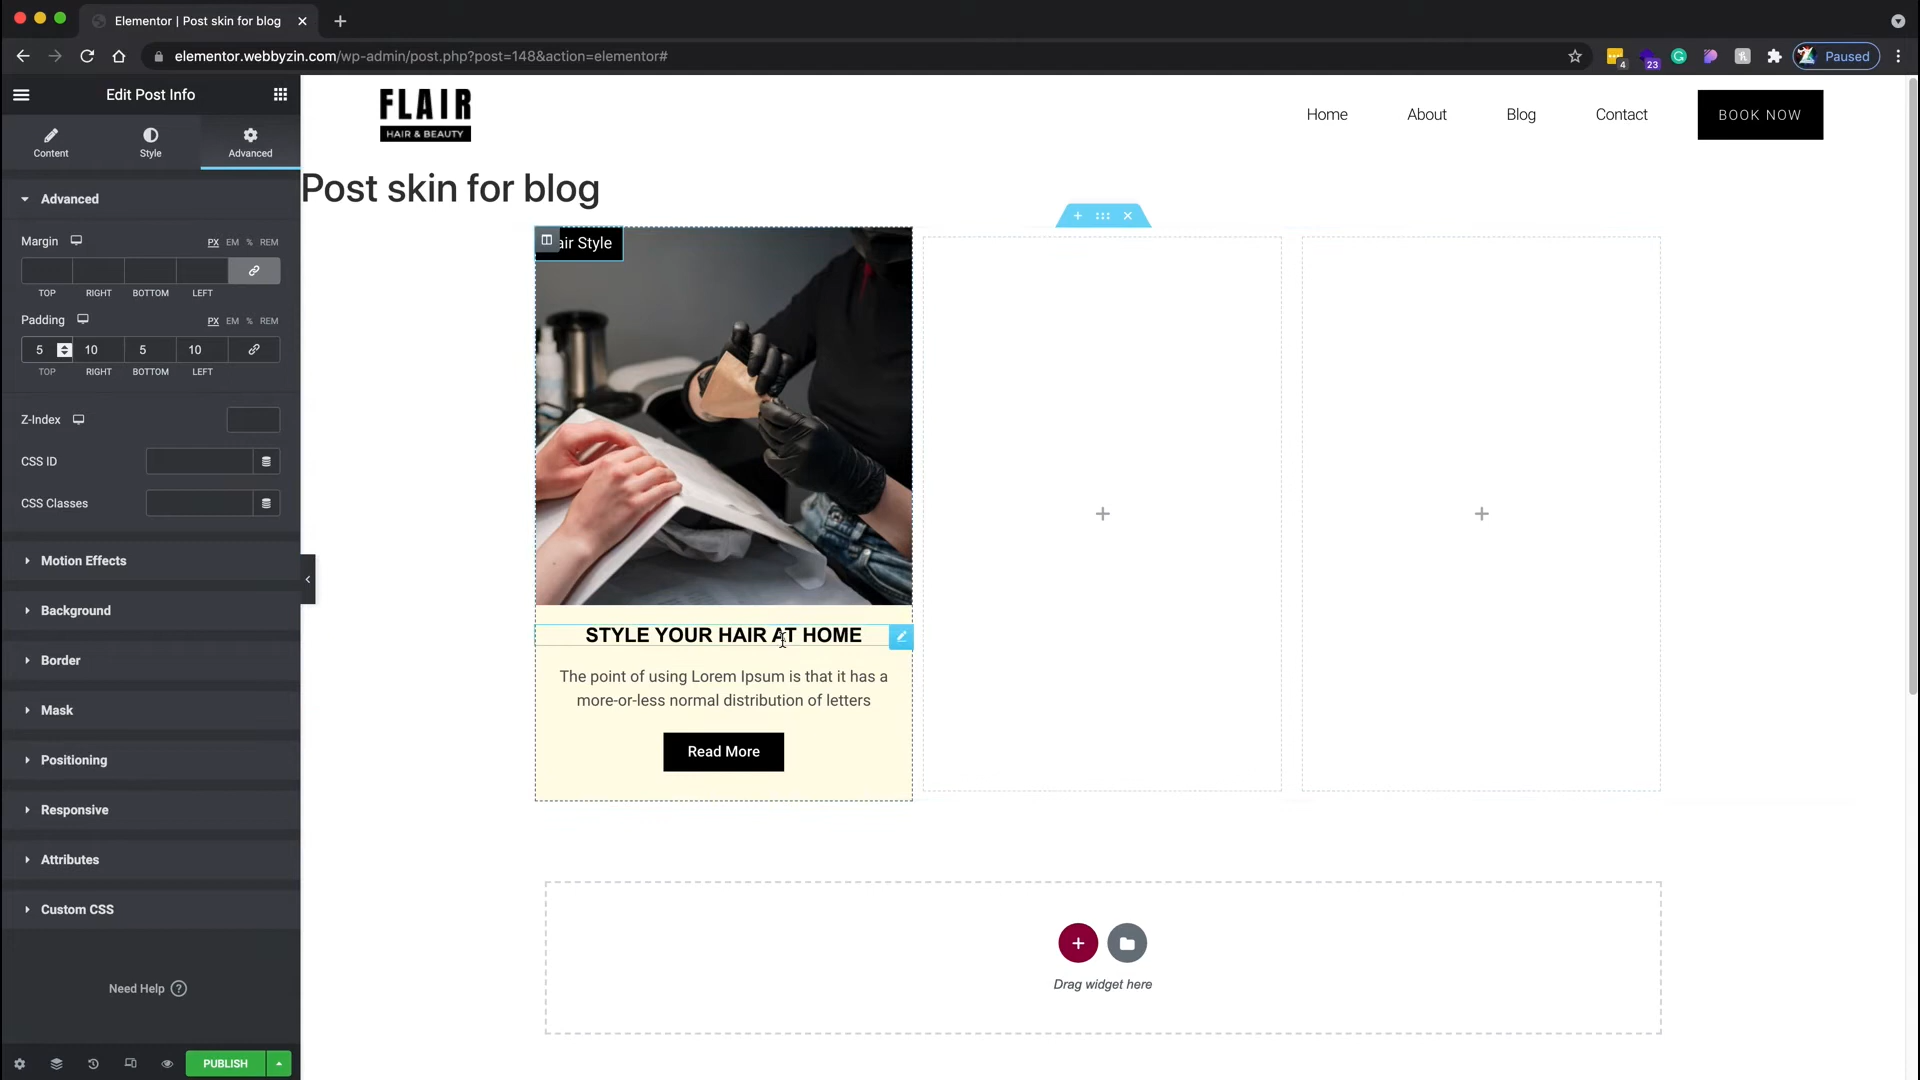 Elementor | Post skin for blog
elementor.webbyzin.com/wp-admin/post.php?post=148&action=elementor#
4
23
Paused
Edit Post Info
Content
Style
Advanced
Advanced
Margin
PX EM % REM
TOP RIGHT BOTTOM LEFT
Padding
PX EM % REM
5 10 5 10
TOP RIGHT BOTTOM LEFT
Z-Index
CSS ID
CSS Classes
Motion Effects
Background
Border
Mask
Positioning
Responsive
Attributes
Custom CSS
Need Help ?
PUBLISH
FLAIR
HAIR & BEAUTY
Home
About
Blog
Contact
BOOK NOW
Post skin for blog
air Style
STYLE YOUR HAIR AT HOME
The point of using Lorem Ipsum is that it has a
more-or-less normal distribution of letters
Read More
Drag widget here